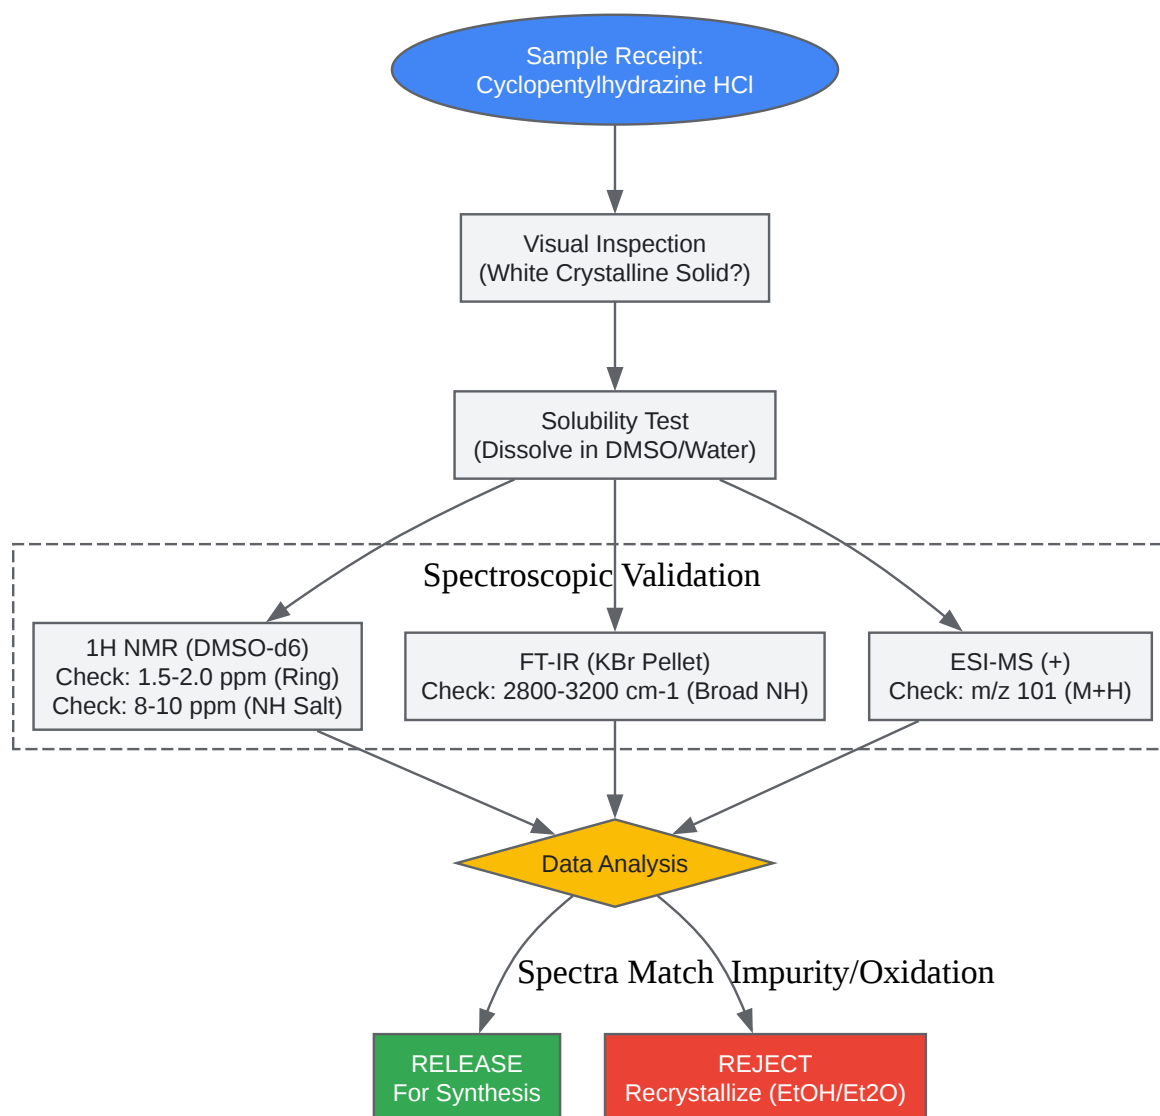 Sample Receipt:
Cyclopentylhydrazine HCl
Visual Inspection
(White Crystalline Solid?)
Solubility Test
(Dissolve in DMSO/Water)
Spectroscopic Validation
1H NMR (DMSO-d6)
Check: 1.5-2.0 ppm (Ring)
Check: 8-10 ppm (NH Salt)
FT-IR (KBr Pellet)
Check: 2800-3200 cm-1 (Broad NH)
ESI-MS (+)
Check: m/z 101 (M+H)
Data Analysis
Spectra Match
Impurity/Oxidation
RELEASE
For Synthesis
REJECT
Recrystallize (EtOH/Et2O)